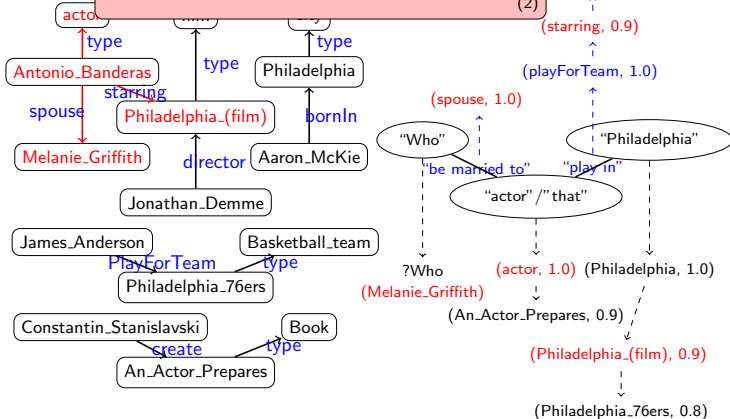 (2)
actor
type
type
type
Antonio_Banderas
starring
Philadelphia
spouse
Philadelphia_(film)
bornIn
Melanie_Griffith
director
Aaron_McKie
Jonathan_Demme
James_Anderson
Basketball_team
PlayForTeam
type
Philadelphia_76ers
Constantin_Stanislavski
Book
create
type
An_Actor_Prepares
(starring, 0.9)
(playForTeam, 1.0)
(spouse, 1.0)
“Who”
“Philadelphia”
“be married to”
“play in”
“actor”/“that”
?Who
(Melanie_Griffith)
(actor, 1.0)
(Philadelphia, 1.0)
(An_Actor_Prepares, 0.9)
(Philadelphia_(film), 0.9)
(Philadelphia_76ers, 0.8)